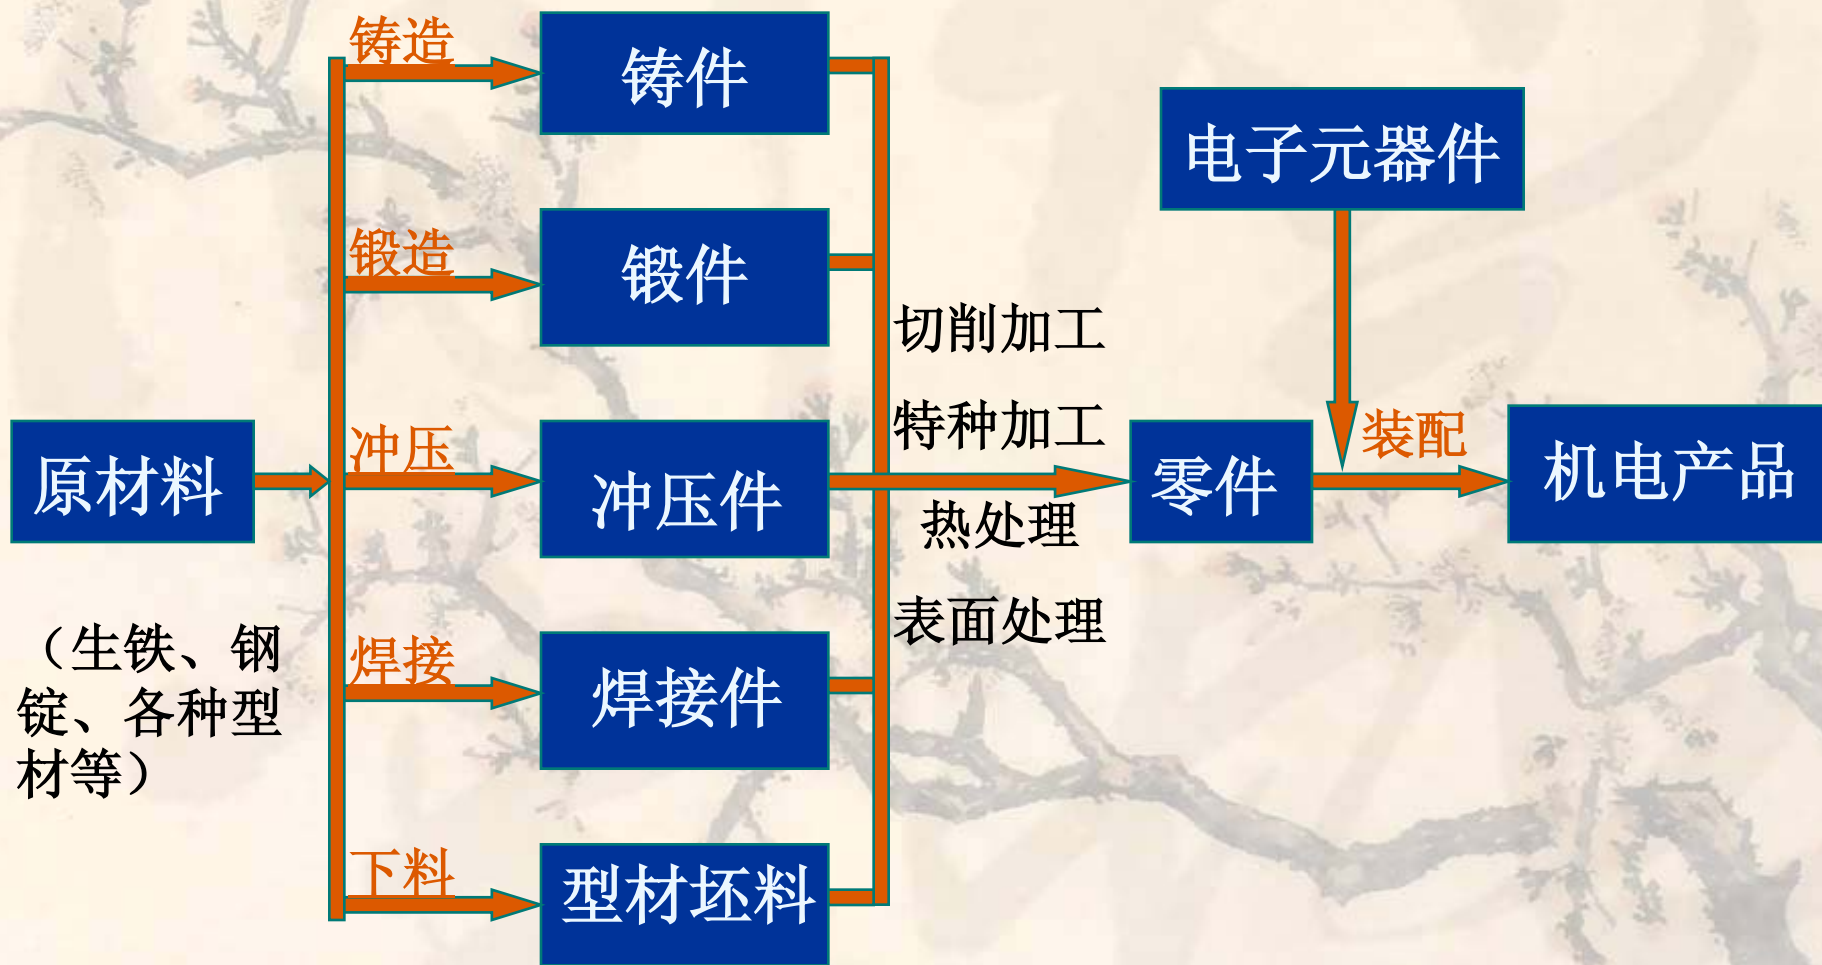 铸造
铸件
电子元器件
锻造
锻件
切削加工
特种加工
冲压
装配
原材料
冲压件
零件
机电产品
热处理
表面处理
（生铁、钢
锭、各种型
材等）
焊接
焊接件
下料
型材坯料